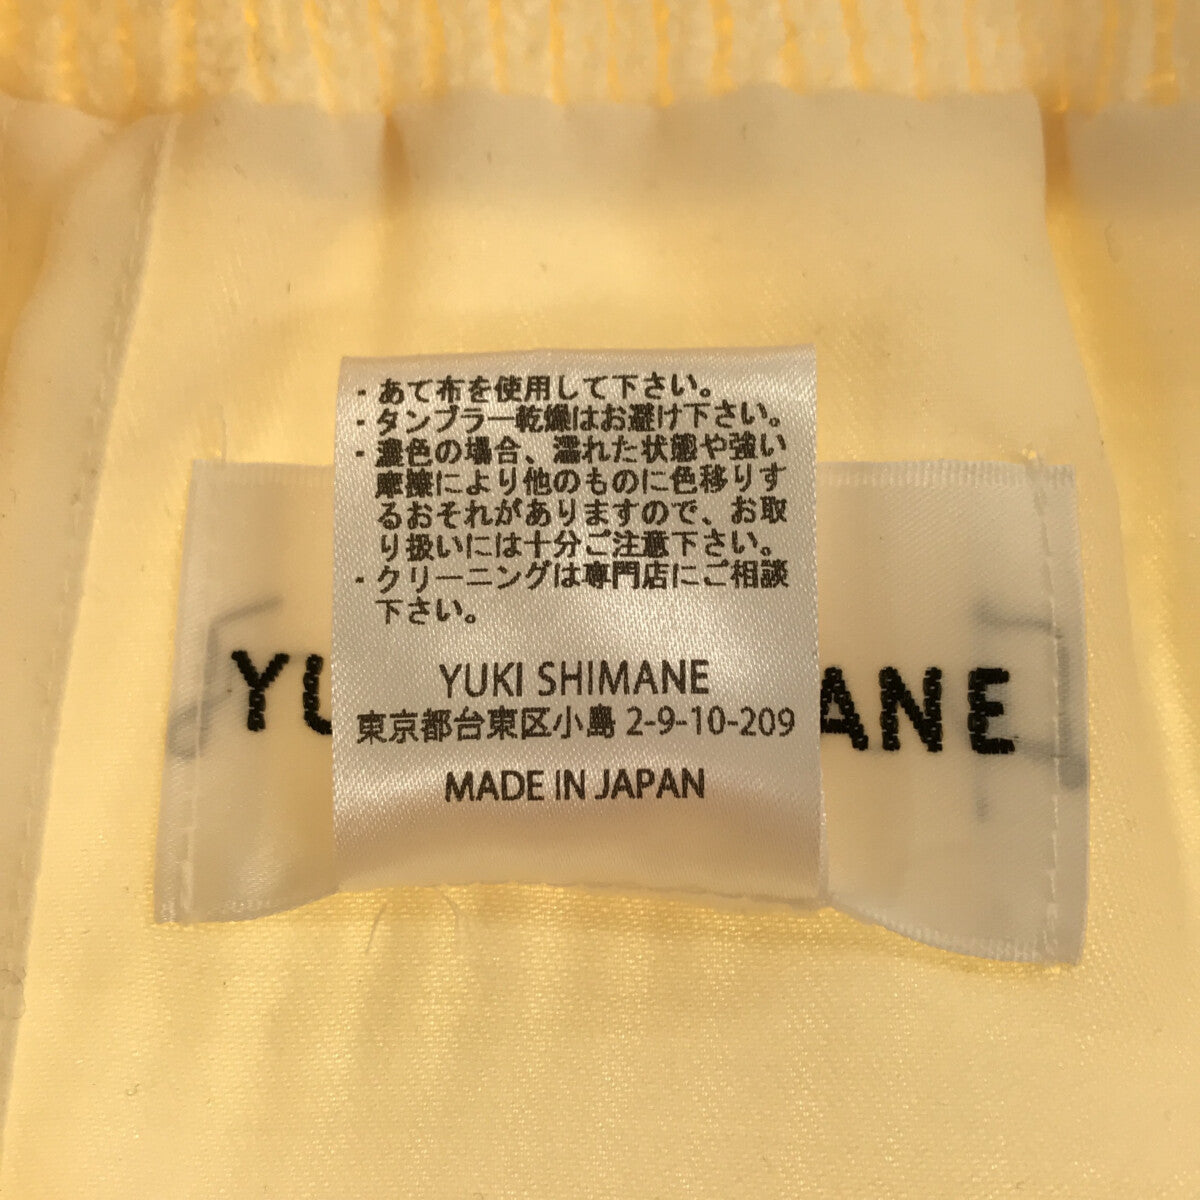 ・あて布を使用して下さい。
・タンブラー乾燥はお避け下さい。
・濃色の場合、濡れた状態や強い
摩擦により他のものに色移りす
るおそれがありますので、お取
り扱いには十分ご注意下さい。
・クリーニングは専門店にご相談
下さい。
YUKI SHIMANE
東京都台東区小島 2-9-10-209
MADE IN JAPAN
YU ANE